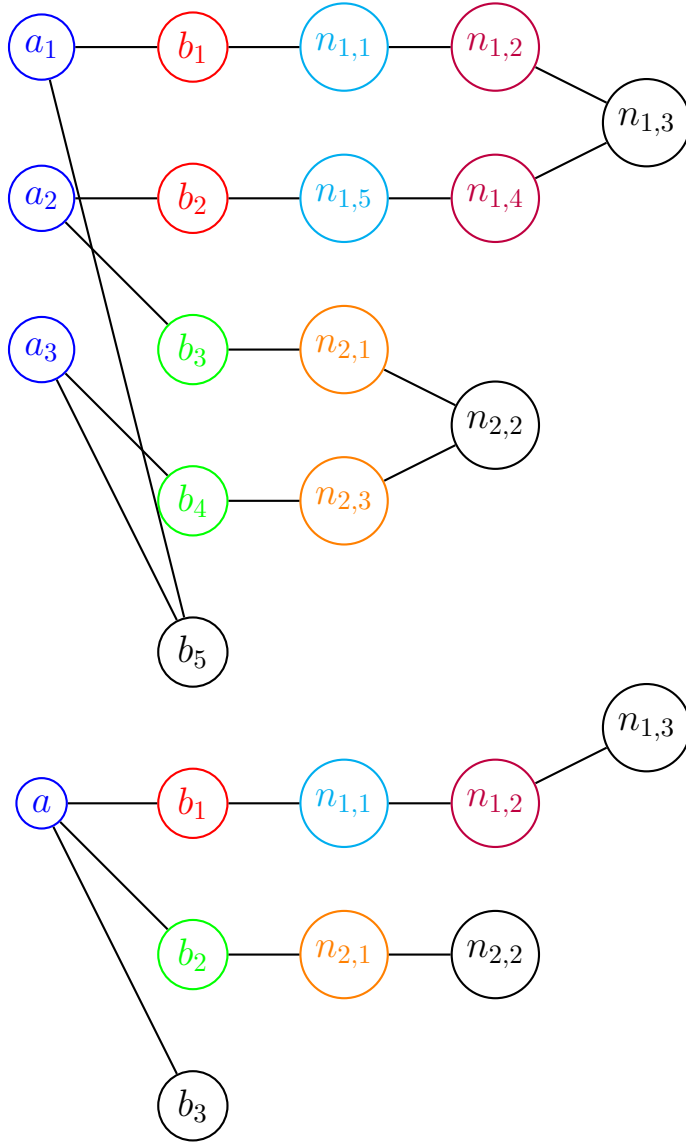 a₁ b₁ n₁,₁ n₁,₂
n₁,₃
a₂ b₂ n₁,₅ n₁,₄
a₃ b₃ n₂,₁
n₂,₂
b₄ n₂,₃
b₅
n₁,₃
a b₁ n₁,₁ n₁,₂
b₂ n₂,₁ n₂,₂
b₃